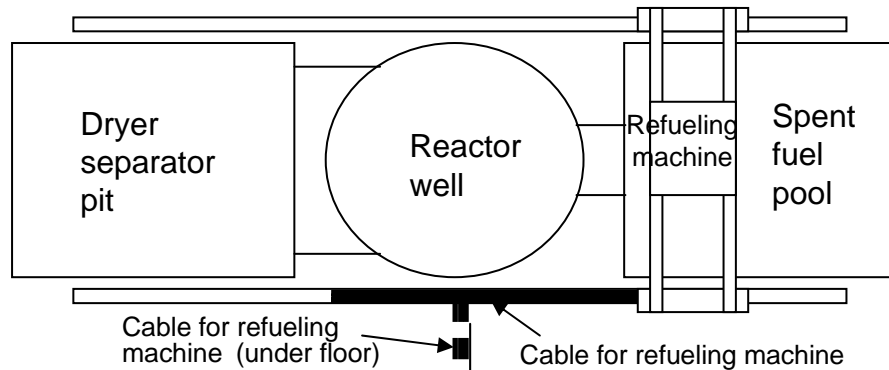 Dryer
separator
pit
Reactor
well
Refueling
machine
Spent
fuel
pool
Cable for refueling
machine (under floor)
Cable for refueling machine